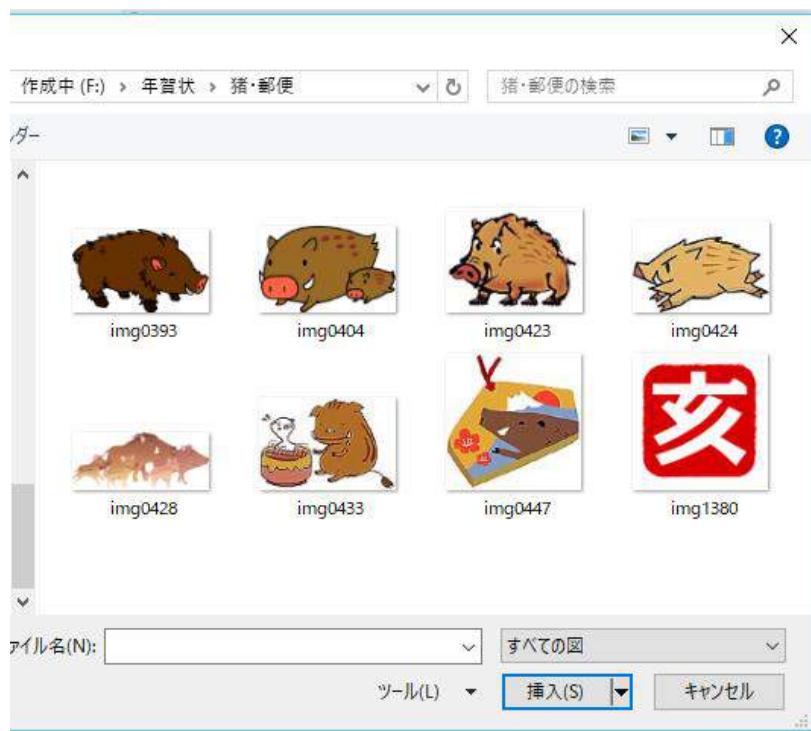 作成中 (F:) › 年賀状 › 猪・郵便
猪・郵便の検索
ルダー
img0393
img0404
img0423
img0424
亥
img0428
img0433
img0447
img1380
ァイル名(N):
すべての図
ツール(L)
挿入(S)
キャンセル